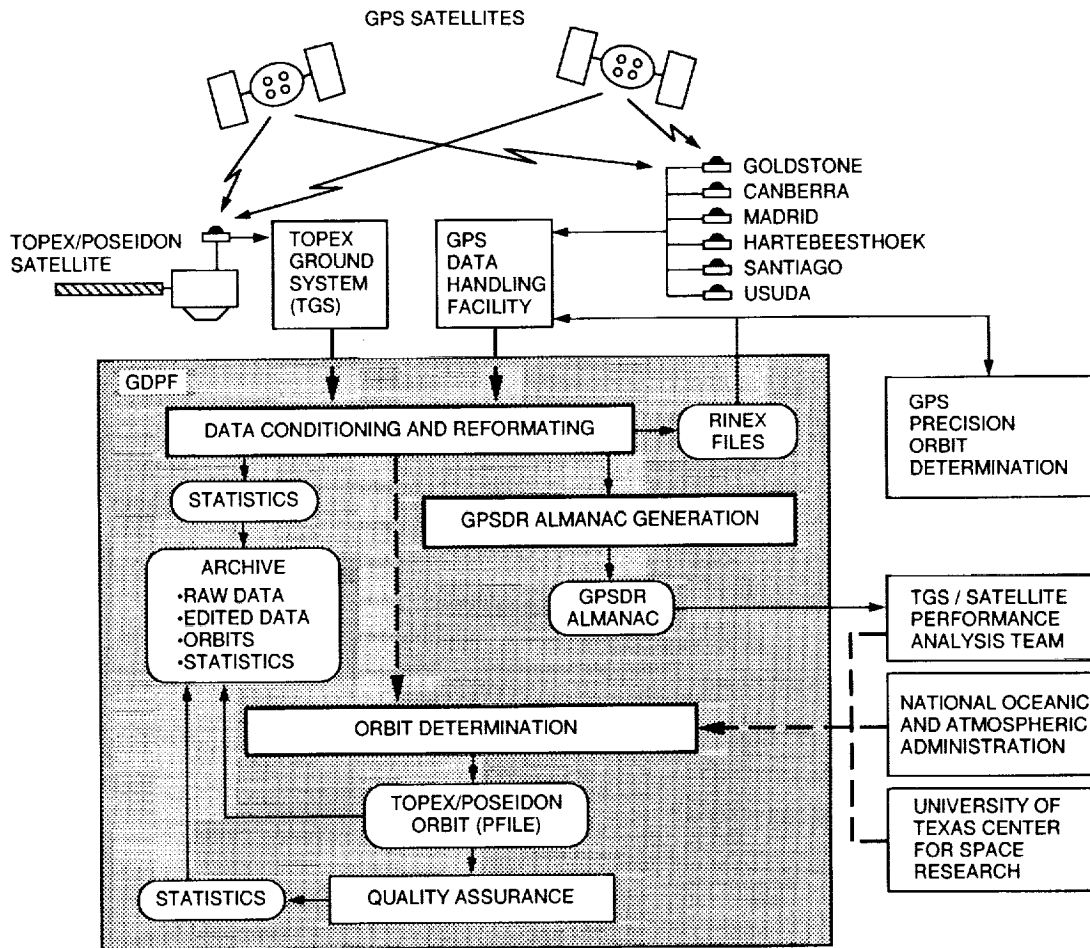 GPS SATELLITES
GOLDSTONE
CANBERRA
MADRID
HARTEBEESTHOEK
SANTIAGO
USUDA
TOPEX/POSEIDON
SATELLITE
TOPEX
GROUND
SYSTEM
(TGS)
GPS
DATA
HANDLING
FACILITY
GDPF
DATA CONDITIONING AND REFORMATING
RINEX
FILES
GPS
PRECISION
ORBIT
DETERMINATION
STATISTICS
GPSDR ALMANAC GENERATION
ARCHIVE
•RAW DATA
•EDITED DATA
•ORBITS
•STATISTICS
GPSDR
ALMANAC
TGS / SATELLITE
PERFORMANCE
ANALYSIS TEAM
ORBIT DETERMINATION
NATIONAL OCEANIC
AND ATMOSPHERIC
ADMINISTRATION
TOPEX/POSEIDON
ORBIT (PFILE)
UNIVERSITY OF
TEXAS CENTER
FOR SPACE
RESEARCH
STATISTICS
QUALITY ASSURANCE